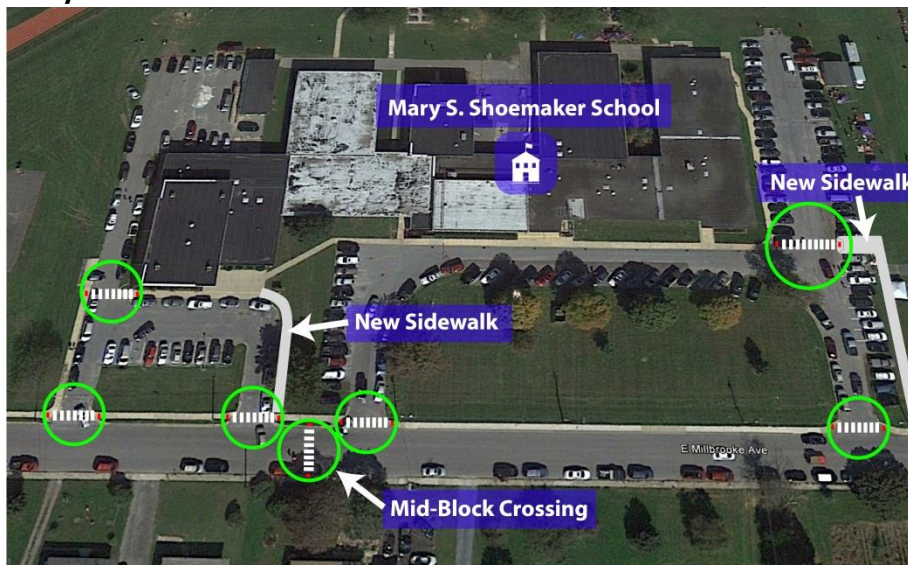 Mary S. Shoemaker School
New Sidewalk
New Sidewalk
E Millbrooke Ave
Mid-Block Crossing